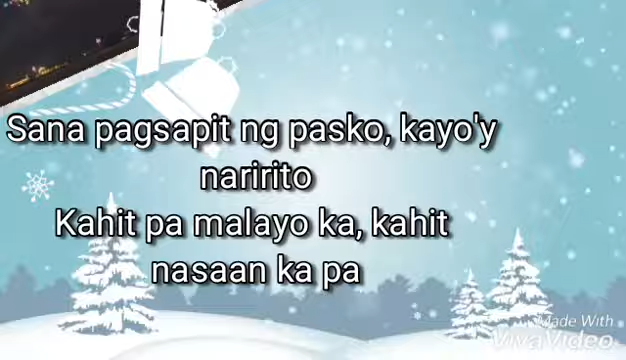 Sana pagsapit ng pasko, kayo'y
naririto
Kahit pa malayo ka, kahit
nasaan ka pa
Made With
VivaVideo